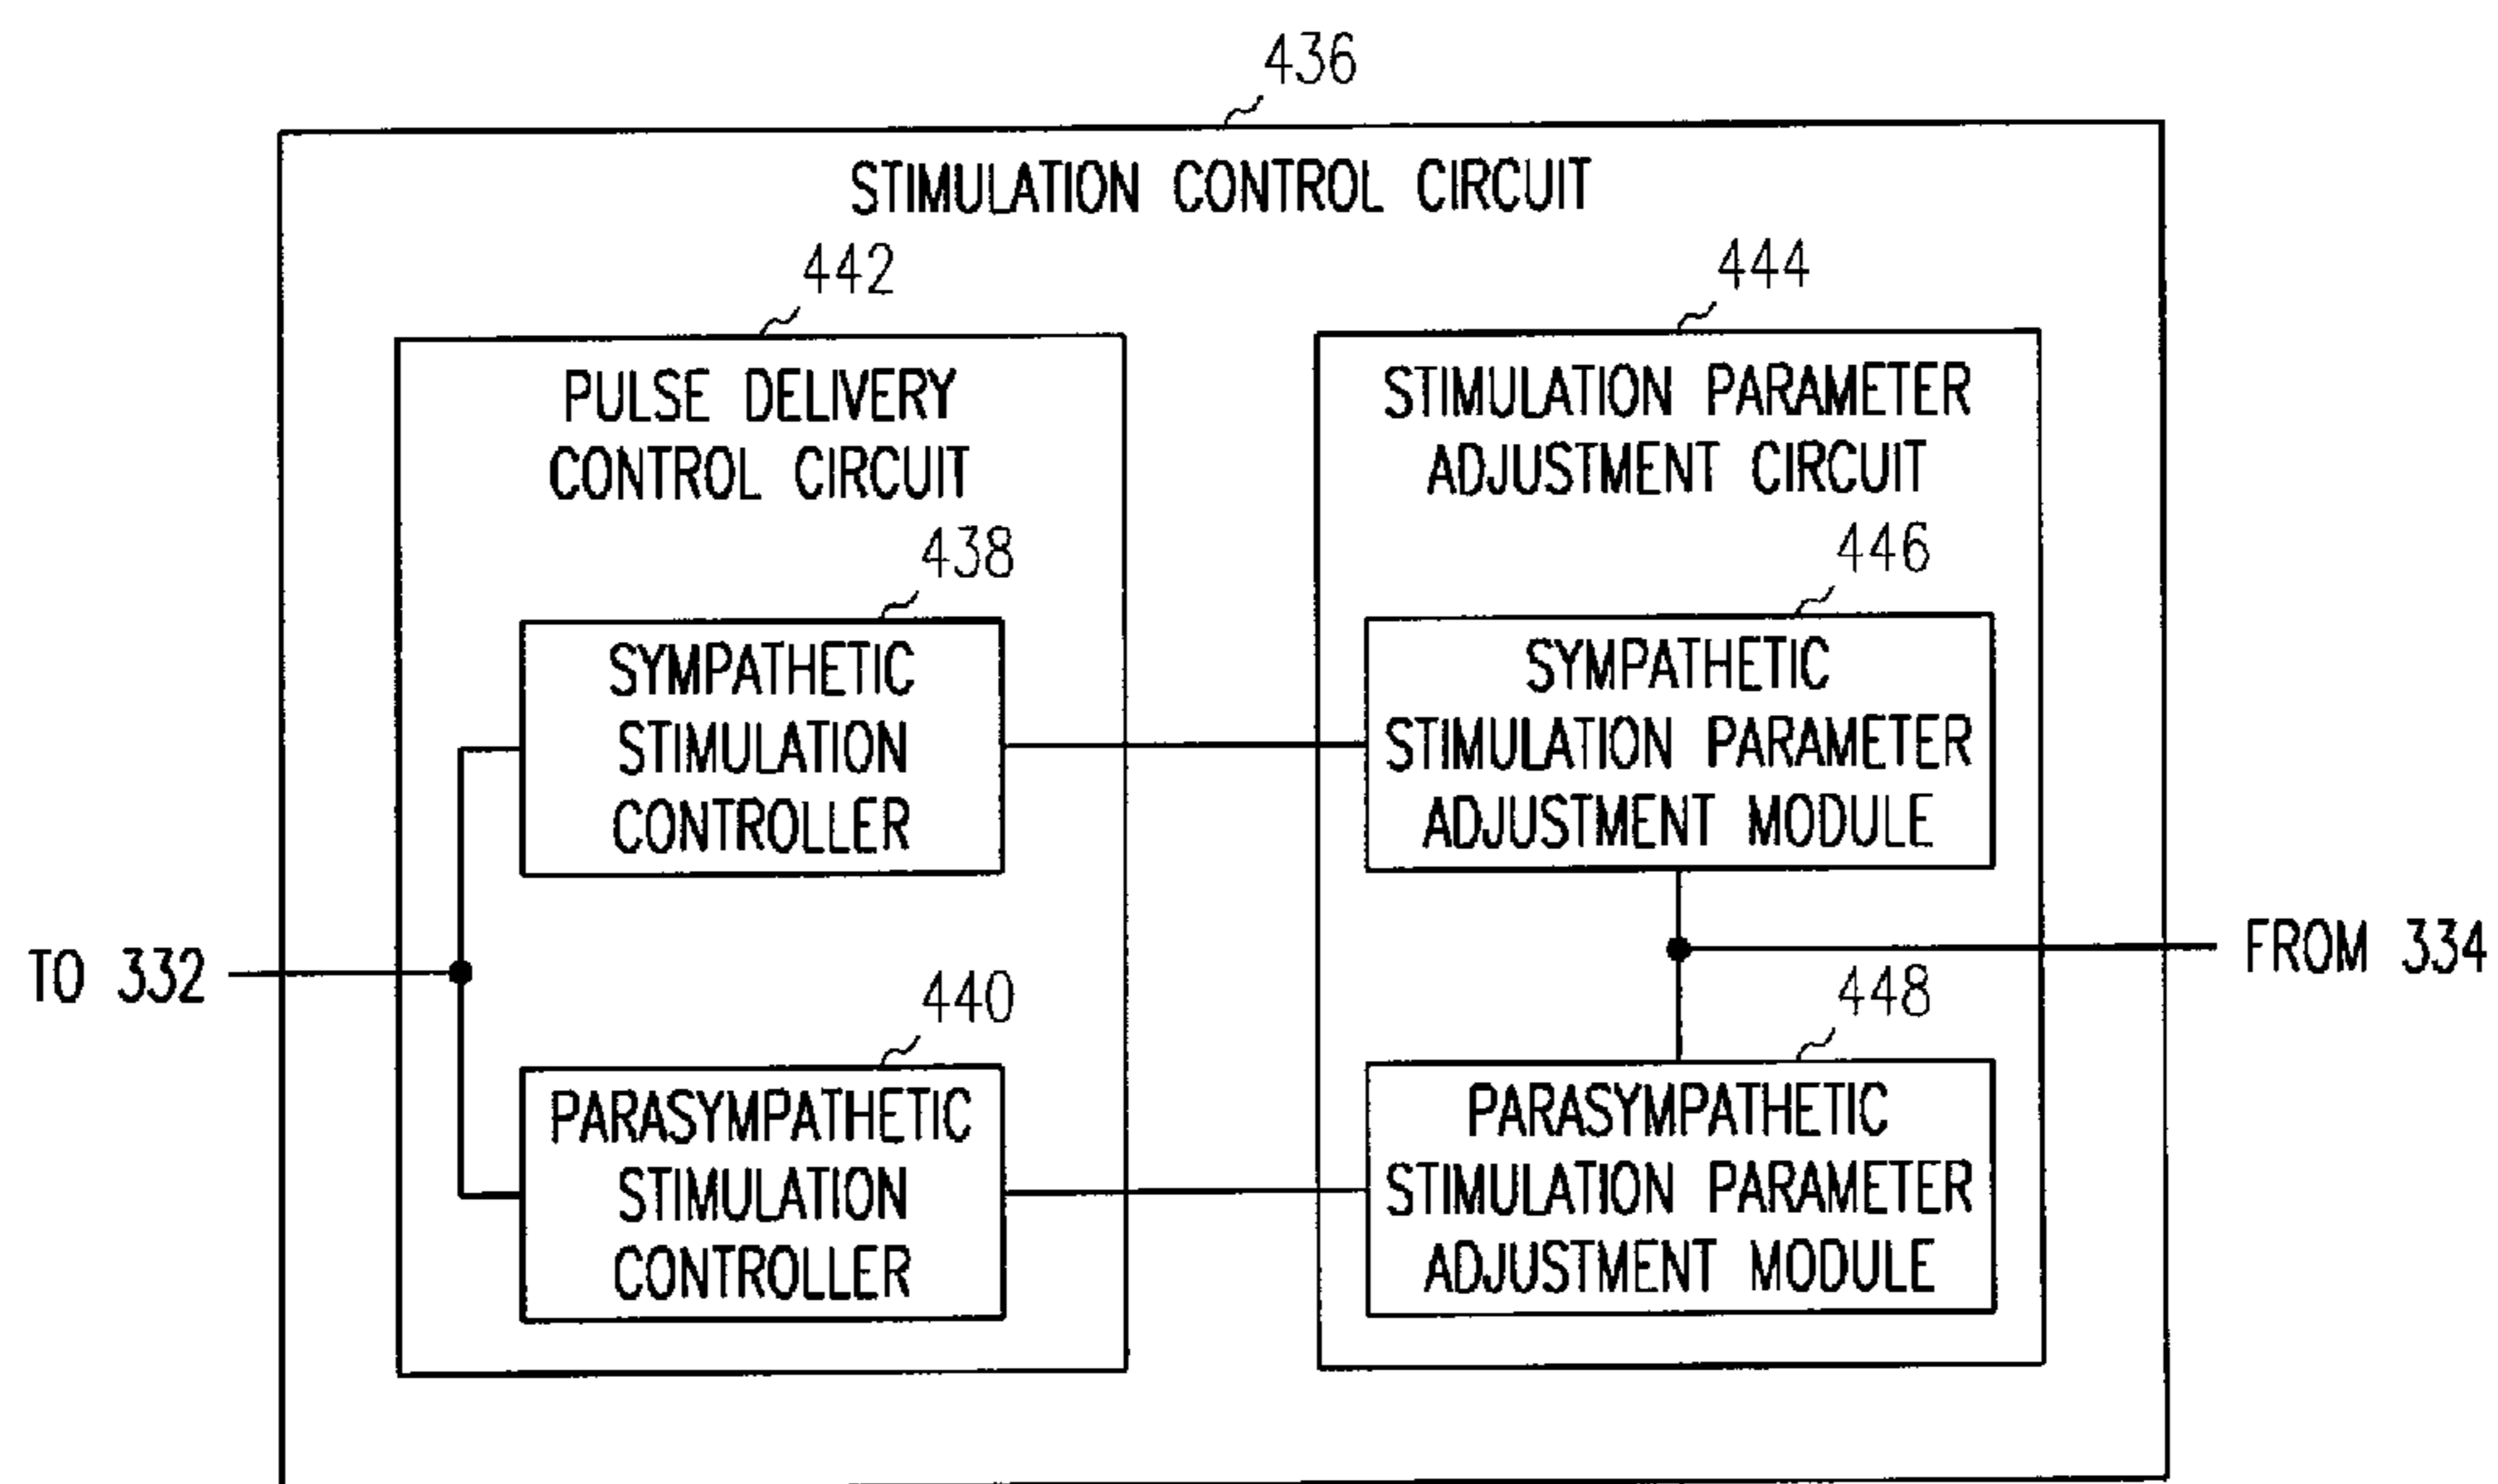 436
STIMULATION CONTROL CIRCUIT
442
PULSE DELIVERY
CONTROL CIRCUIT
438
SYMPATHETIC
STIMULATION
CONTROLLER
TO 332
440
PARASYMPATHETIC
STIMULATION
CONTROLLER
444
STIMULATION PARAMETER
ADJUSTMENT CIRCUIT
446
SYMPATHETIC
STIMULATION PARAMETER
ADJUSTMENT MODULE
FROM 334
448
PARASYMPATHETIC
STIMULATION PARAMETER
ADJUSTMENT MODULE